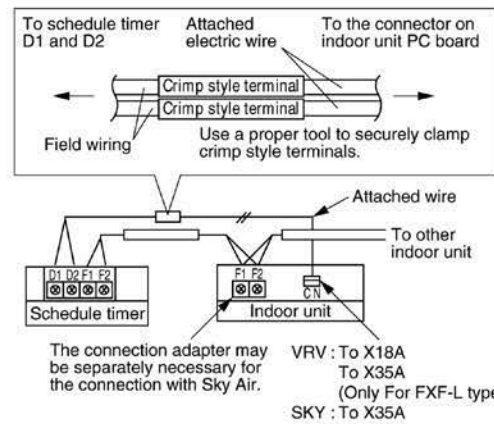 To schedule timer
D1 and D2
Attached
electric wire
To the connector on
indoor unit PC board
Crimp style terminal
Crimp style terminal
Field wiring
Use a proper tool to securely clamp
crimp style terminals.
Attached wire
To other
indoor unit
D1 D2 F1 F2
F1 F2
CN
Schedule timer
Indoor unit
The connection adapter may
be separately necessary for
the connection with Sky Air.
VRV : To X18A
To X35A
(Only For FXF-L type
SKY : To X35A